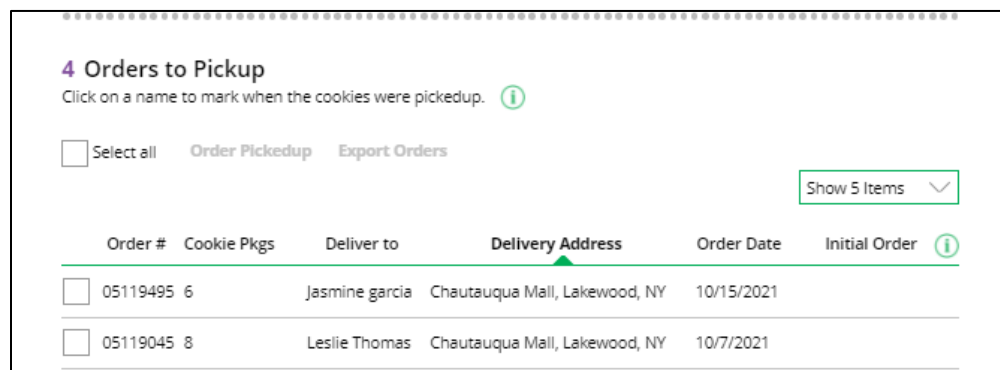 4 Orders to Pickup
Click on a name to mark when the cookies were pickedup. i
Select all Order Pickedup Export Orders
Show 5 Items
Order # Cookie Pkgs Deliver to Delivery Address Order Date Initial Order i
05119495 6 Jasmine garcia Chautauqua Mall, Lakewood, NY 10/15/2021
05119045 8 Leslie Thomas Chautauqua Mall, Lakewood, NY 10/7/2021